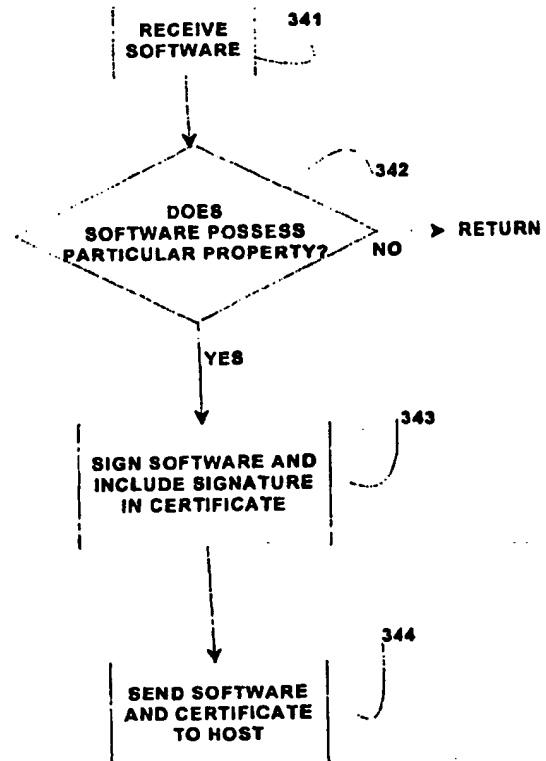 RECEIVE
SOFTWARE
341
342
DOES
SOFTWARE POSSESS
PARTICULAR PROPERTY?
NO
RETURN
YES
343
SIGN SOFTWARE AND
INCLUDE SIGNATURE
IN CERTIFICATE
344
SEND SOFTWARE
AND CERTIFICATE
TO HOST